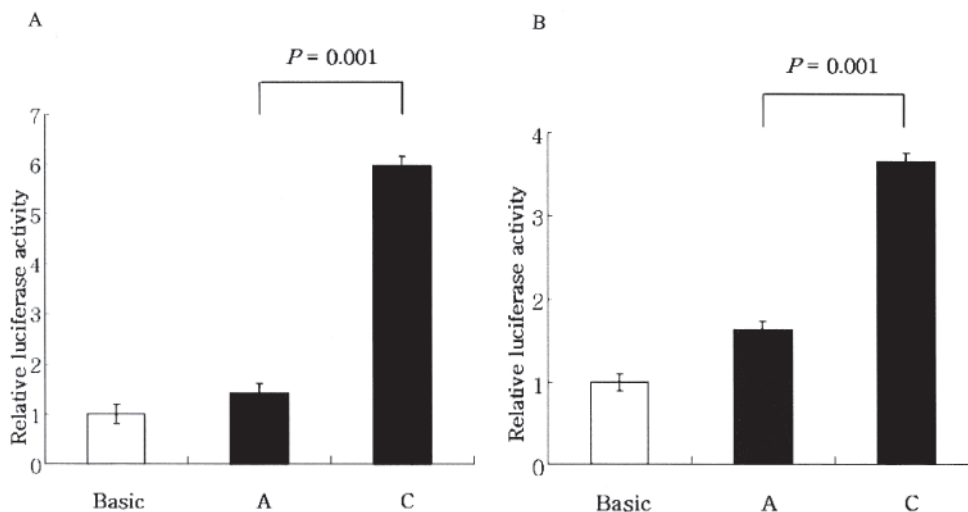 A
P = 0.001
Relative luciferase activity
7
6
5
4
3
2
1
0
Basic A C
B
P = 0.001
Relative luciferase activity
4
3
2
1
0
Basic A C